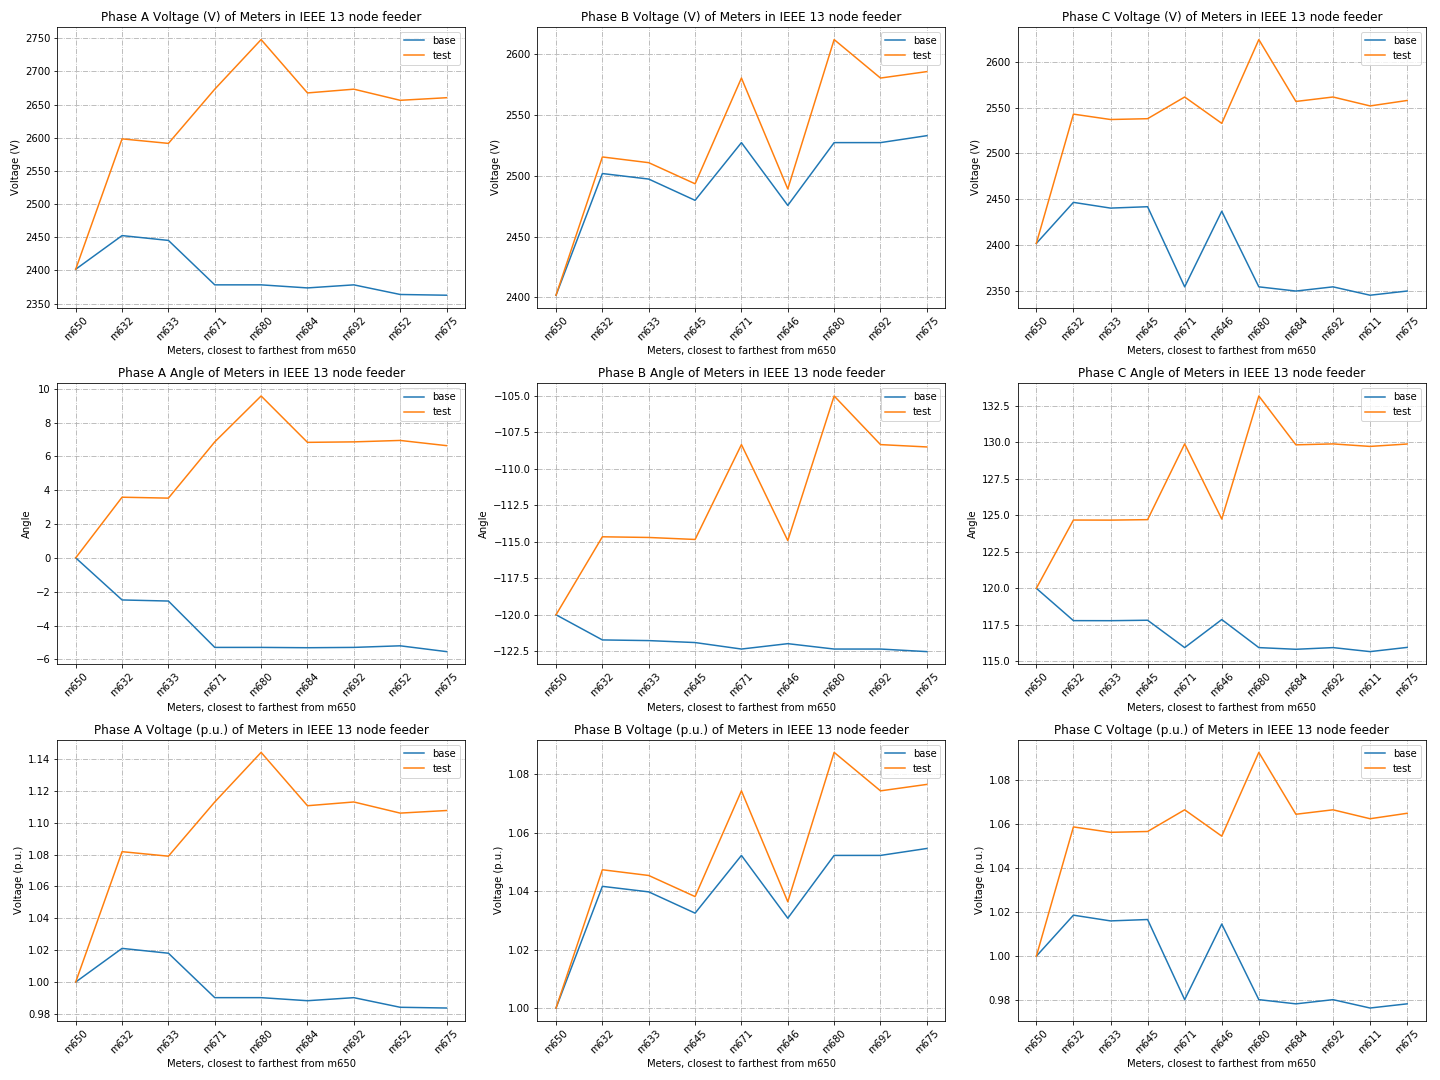 Phase A Voltage (V) of Meters in IEEE 13 node feeder
base
test
2750
2700
2650
2600
2550
2500
2450
2400
2350
Voltage (V)
m650 m632 m633 m671 m680 m684 m692 m652 m675
Meters, closest to farthest from m650
Phase B Voltage (V) of Meters in IEEE 13 node feeder
base
test
2600
2550
2500
2450
2400
Voltage (V)
m650 m632 m633 m645 m671 m646 m680 m692 m675
Meters, closest to farthest from m650
Phase C Voltage (V) of Meters in IEEE 13 node feeder
base
test
2600
2550
2500
2450
2400
2350
Voltage (V)
m650 m632 m633 m645 m671 m646 m680 m684 m692 m611 m675
Meters, closest to farthest from m650
Phase A Angle of Meters in IEEE 13 node feeder
base
test
10
8
6
4
2
0
−2
−4
−6
Angle
m650 m632 m633 m671 m680 m684 m692 m652 m675
Meters, closest to farthest from m650
Phase B Angle of Meters in IEEE 13 node feeder
base
test
−105.0
−107.5
−110.0
−112.5
−115.0
−117.5
−120.0
−122.5
Angle
m650 m632 m633 m645 m671 m646 m680 m692 m675
Meters, closest to farthest from m650
Phase C Angle of Meters in IEEE 13 node feeder
base
test
132.5
130.0
127.5
125.0
122.5
120.0
117.5
115.0
Angle
m650 m632 m633 m645 m671 m646 m680 m684 m692 m611 m675
Meters, closest to farthest from m650
Phase A Voltage (p.u.) of Meters in IEEE 13 node feeder
base
test
1.14
1.12
1.10
1.08
1.06
1.04
1.02
1.00
0.98
Voltage (p.u.)
m650 m632 m633 m671 m680 m684 m692 m652 m675
Meters, closest to farthest from m650
Phase B Voltage (p.u.) of Meters in IEEE 13 node feeder
base
test
1.08
1.06
1.04
1.02
1.00
Voltage (p.u.)
m650 m632 m633 m645 m671 m646 m680 m692 m675
Meters, closest to farthest from m650
Phase C Voltage (p.u.) of Meters in IEEE 13 node feeder
base
test
1.08
1.06
1.04
1.02
1.00
0.98
Voltage (p.u.)
m650 m632 m633 m645 m671 m646 m680 m684 m692 m611 m675
Meters, closest to farthest from m650